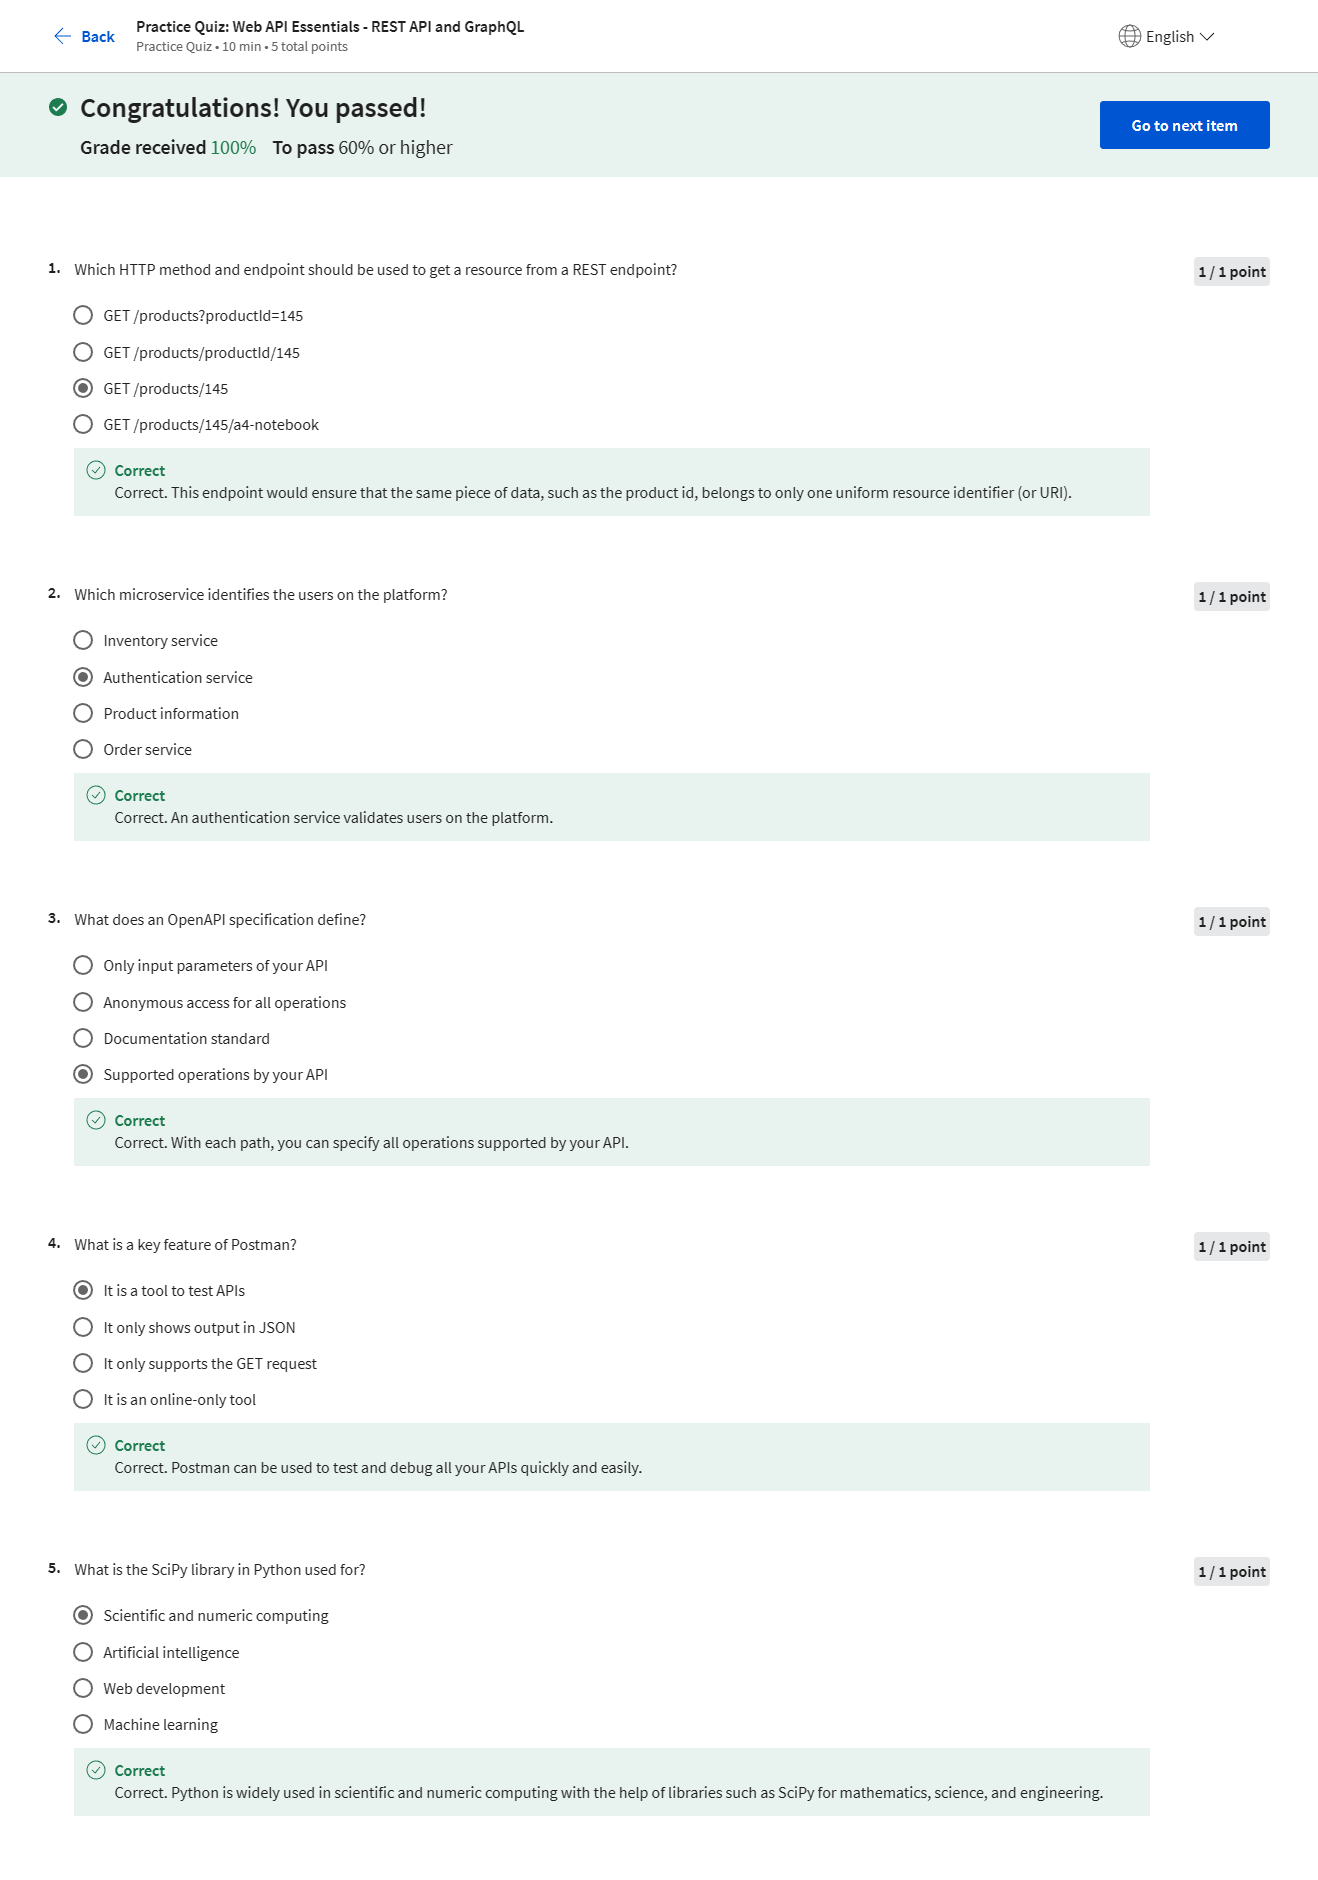 Back
Practice Quiz: Web API Essentials - REST API and GraphQL
Practice Quiz • 10 min • 5 total points
English
Congratulations! You passed!
Grade received 100% To pass 60% or higher
Go to next item
1. Which HTTP method and endpoint should be used to get a resource from a REST endpoint?
1 / 1 point
GET /products?productId=145
GET /products/productId/145
GET /products/145
GET /products/145/a4-notebook
Correct
Correct. This endpoint would ensure that the same piece of data, such as the product id, belongs to only one uniform resource identifier (or URI).
2. Which microservice identifies the users on the platform?
1 / 1 point
Inventory service
Authentication service
Product information
Order service
Correct
Correct. An authentication service validates users on the platform.
3. What does an OpenAPI specification define?
1 / 1 point
Only input parameters of your API
Anonymous access for all operations
Documentation standard
Supported operations by your API
Correct
Correct. With each path, you can specify all operations supported by your API.
4. What is a key feature of Postman?
1 / 1 point
It is a tool to test APIs
It only shows output in JSON
It only supports the GET request
It is an online-only tool
Correct
Correct. Postman can be used to test and debug all your APIs quickly and easily.
5. What is the SciPy library in Python used for?
1 / 1 point
Scientific and numeric computing
Artificial intelligence
Web development
Machine learning
Correct
Correct. Python is widely used in scientific and numeric computing with the help of libraries such as SciPy for mathematics, science, and engineering.